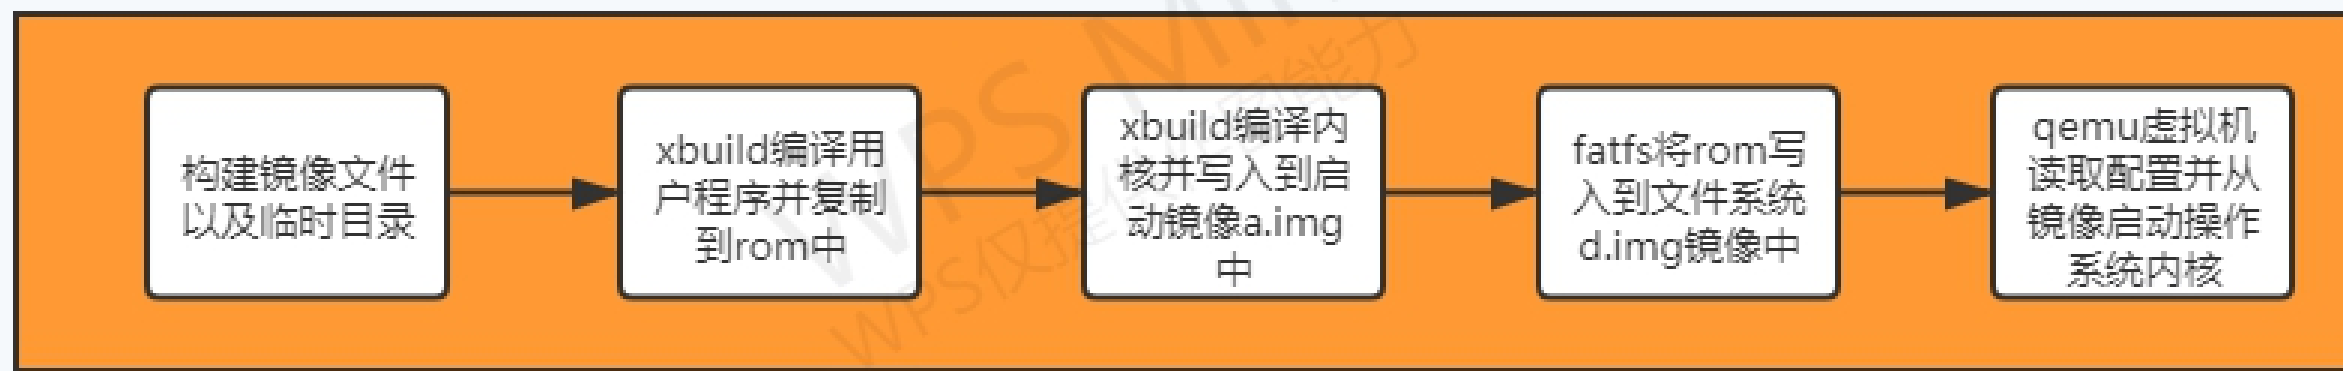 构建镜像文件
以及临时目录
xbuild编译用
户程序并复制
到rom中
xbuild编译内
核并写入到启
动镜像a.img
中
fatfs将rom写
入到文件系统
d.img镜像中
qemu虚拟机
读取配置并从
镜像启动操作
系统内核